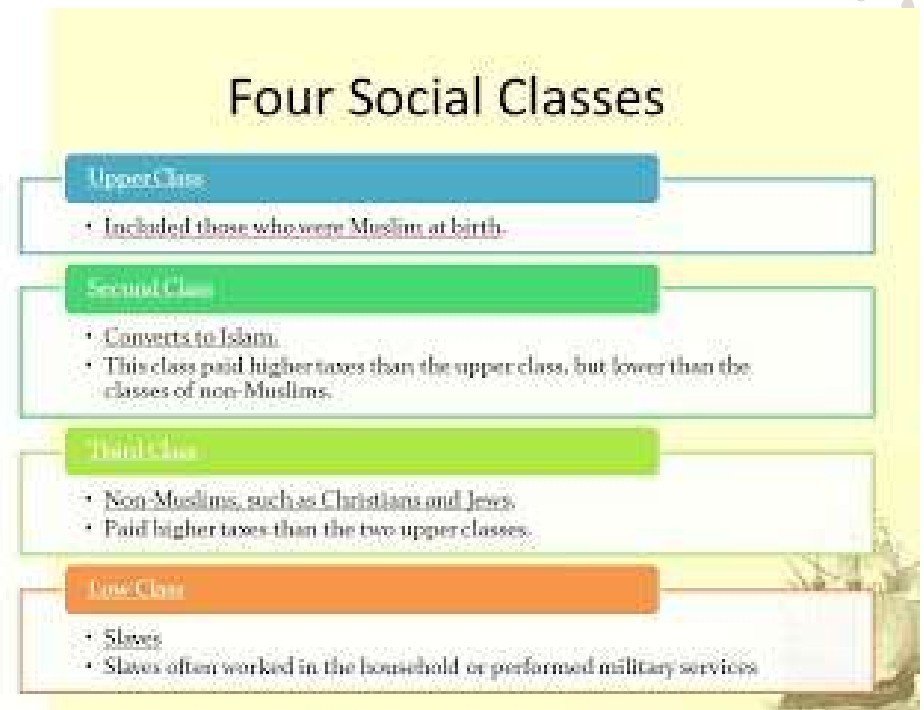 Four Social Classes
Upper Class
• Included those who were Muslim at birth.
Second Class
• Converts to Islam.
• This class paid higher taxes than the upper class, but lower than the
classes of non-Muslims.
Third Class
• Non-Muslims, such as Christians and Jews.
• Paid higher taxes than the two upper classes.
Low Class
• Slaves
• Slaves often worked in the household or performed military services